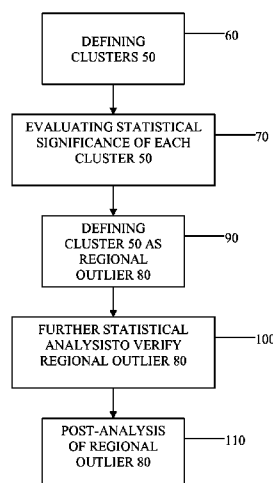 DEFINING
CLUSTERS 50
60
EVALUATING STATISTICAL
SIGNIFICANCE OF EACH
CLUSTER 50
70
DEFINING
CLUSTER 50 AS
REGIONAL
OUTLIER 80
90
FURTHER STATISTICAL
ANALYSISTO VERIFY
REGIONAL OUTLIER 80
100
POST-ANALYSIS
OF REGIONAL
OUTLIER 80
110